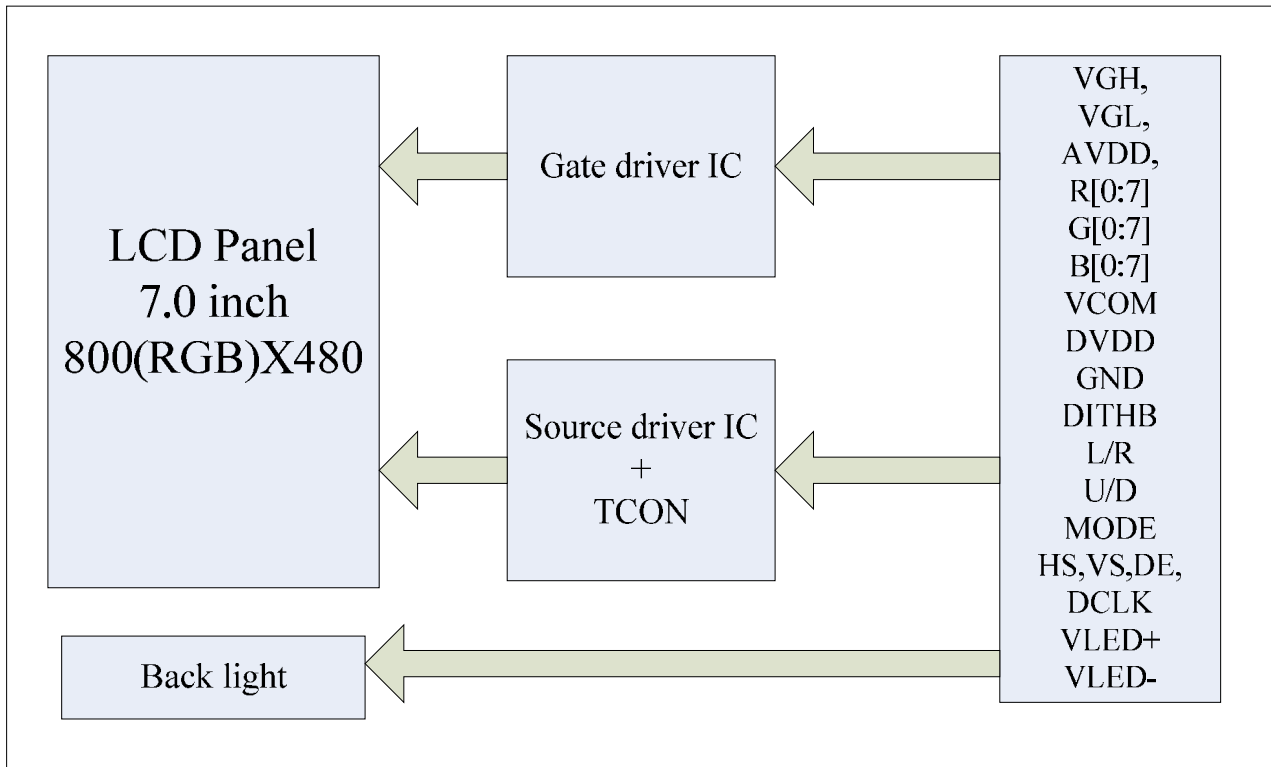 LCD Panel
7.0 inch
800(RGB)X480
Gate driver IC
Source driver IC
+
TCON
Back light
VGH,
VGL,
AVDD,
R[0:7]
G[0:7]
B[0:7]
VCOM
DVDD
GND
DITHB
L/R
U/D
MODE
HS,VS,DE,
DCLK
VLED+
VLED-